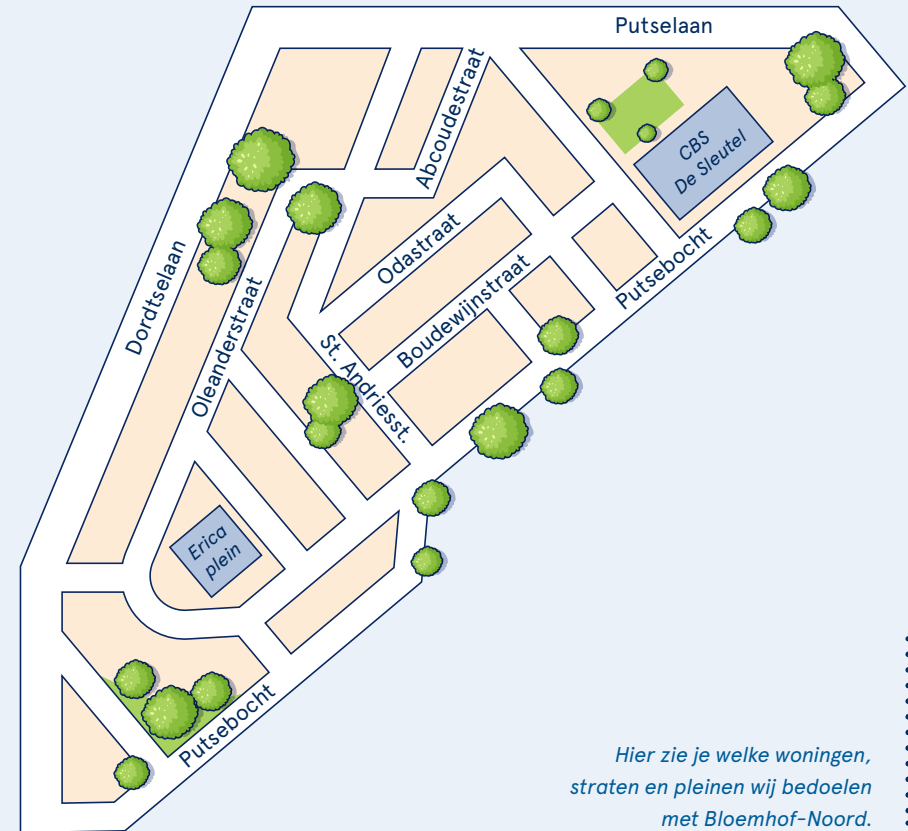 Putselaan
Abcoudestraat
CBS
De Sleutel
Odastraat
Dordtselaan
Oleanderstraat
Boudewijnstraat
Putsebocht
St. Andriesst.
Erica
plein
Putsebocht
Hier zie je welke woningen,
straten en pleinen wij bedoelen
met Bloemhof-Noord.